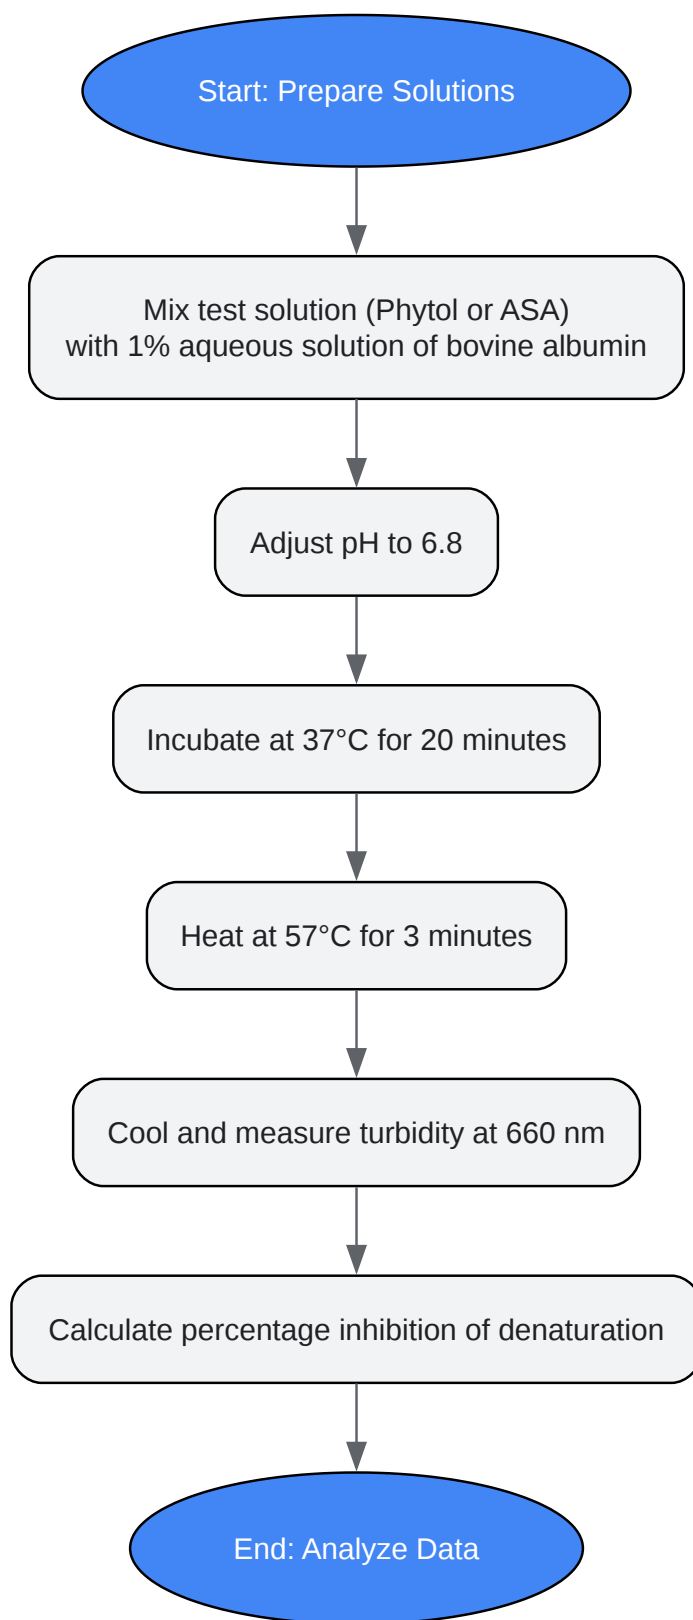 Start: Prepare Solutions
Mix test solution (Phytol or ASA)
with 1% aqueous solution of bovine albumin
Adjust pH to 6.8
Incubate at 37°C for 20 minutes
Heat at 57°C for 3 minutes
Cool and measure turbidity at 660 nm
Calculate percentage inhibition of denaturation
End: Analyze Data